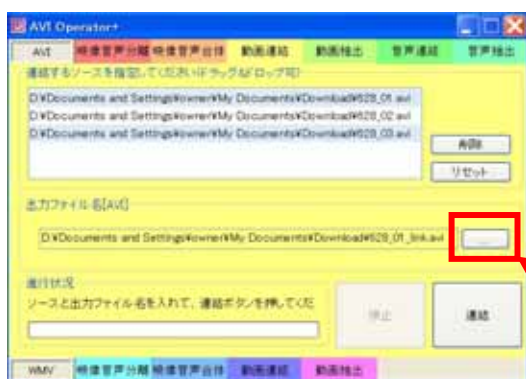 AVI Operator+
AVI 映像音声分離 映像音声合体 動画連結 動画抽出 音声連結 音声抽出
連結するソースを指定してください(ドラッグ&ドロップ可)
D:¥Documents and Settings¥owner¥My Documents¥Download¥628_01.avi
D:¥Documents and Settings¥owner¥My Documents¥Download¥628_02.avi
D:¥Documents and Settings¥owner¥My Documents¥Download¥628_03.avi
削除
リセット
出力ファイル名[AVI]
D:¥Documents and Settings¥owner¥My Documents¥Download¥628_01_link.avi
...
進行状況
ソースと出力ファイル名を入れて、連結ボタンを押してくだ
停止
連結
WMV 映像音声分離 映像音声合体 動画連結 動画抽出